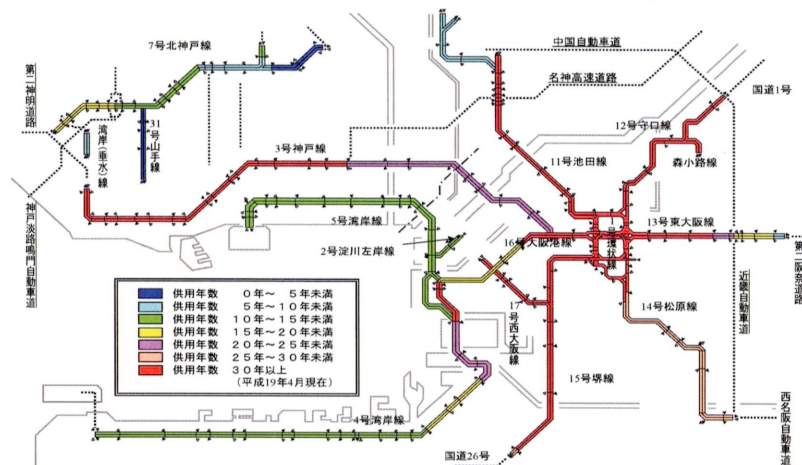 7号北神戸線
中国自動車道
名神高速道路
国道1号
第二神明道路
湾岸(垂水)線
31号山手線
3号神戸線
12号守口線
11号池田線
森小路線
神戸淡路鳴門自動車道
5号湾岸線
2号淀川左岸線
16号大阪港線
1号環状線
13号東大阪線
第二阪奈道路
近畿自動車道
17号西大阪線
14号松原線
15号堺線
西名阪自動車道
4号湾岸線
国道26号
供用年数 0年~ 5年未満
供用年数 5年~10年未満
供用年数 10年~15年未満
供用年数 15年~20年未満
供用年数 20年~25年未満
供用年数 25年~30年未満
供用年数 30年以上
(平成19年4月現在)